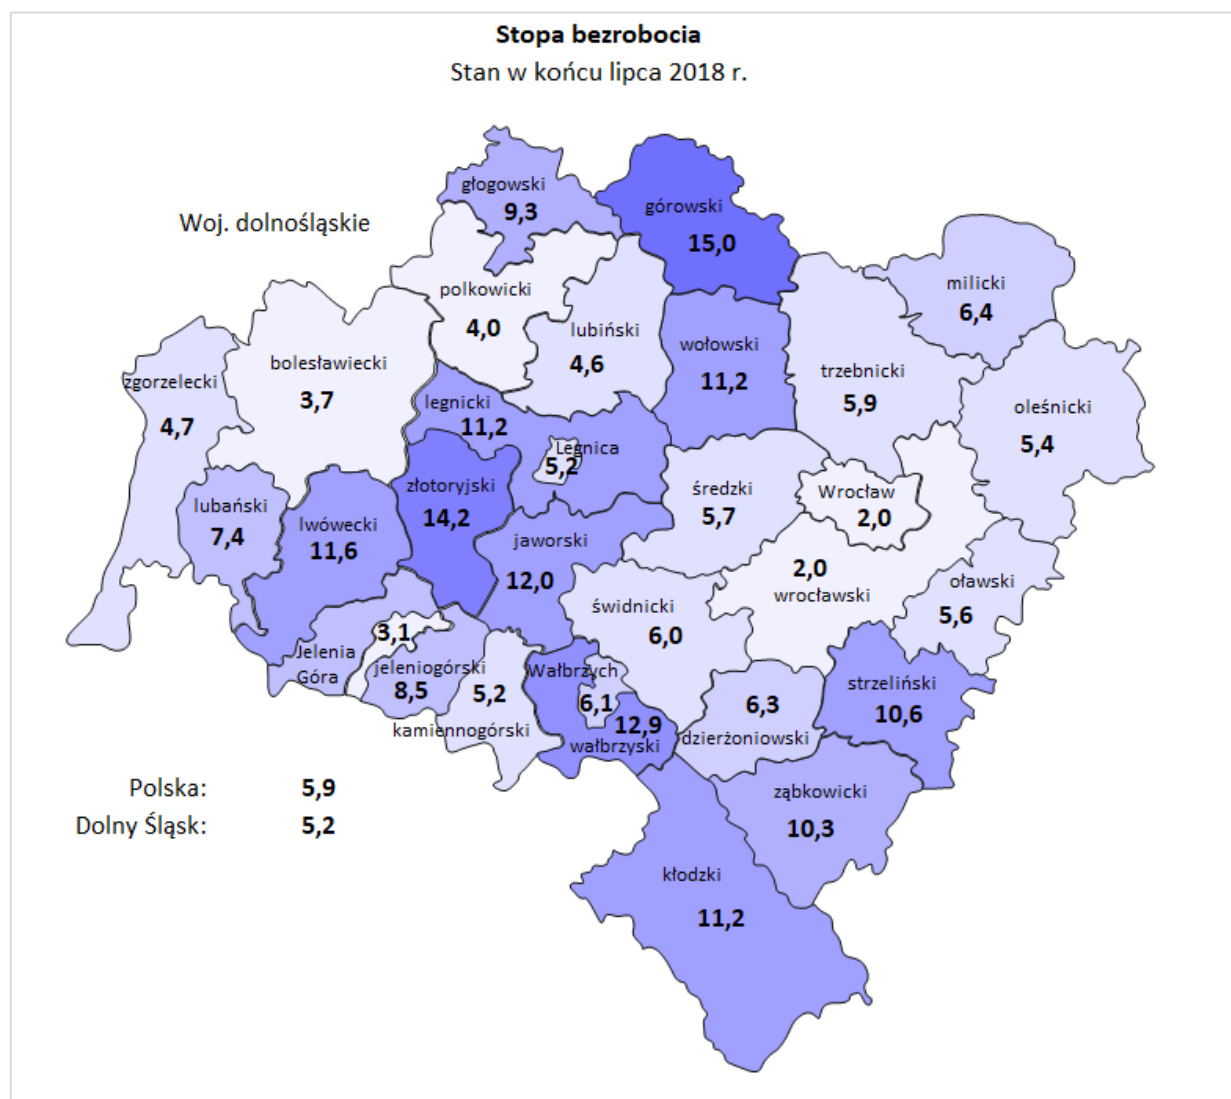 Stopa bezrobocia
Stan w końcu lipca 2018 r.
Woj. dolnośląskie
głogowski
9,3
górowski
15,0
milicki
6,4
polkowicki
4,0
lubiński
4,6
wołowski
11,2
trzebnicki
5,9
bolesławiecki
3,7
zgorzelecki
4,7
legnicki
11,2
oleśnicki
5,4
Legnica
5,2
złotoryjski
14,2
średzki
5,7
Wrocław
2,0
lubański
7,4
lwówecki
11,6
jaworski
12,0
2,0
wrocławski
oławski
5,6
świdnicki
6,0
3,1
Jelenia
Góra
jeleniogórski
8,5
5,2
kamiennogórski
Wałbrzych
6,1
12,9
wałbrzyski
6,3
dzierżoniowski
strzeliński
10,6
ząbkowicki
10,3
kłodzki
11,2
Polska: 5,9
Dolny Śląsk: 5,2